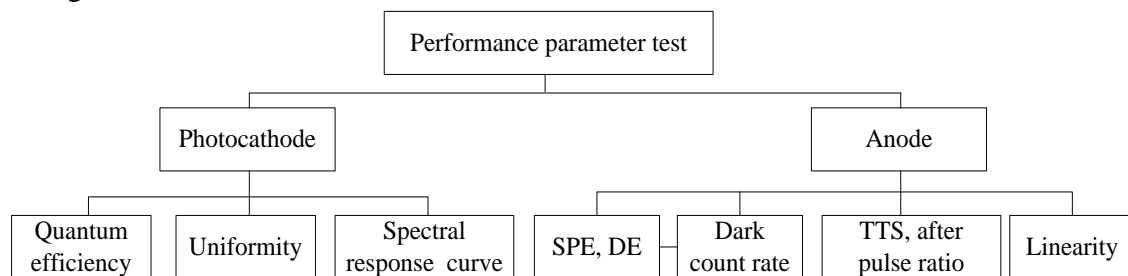 Performance parameter test
Photocathode
Anode
Quantum
efficiency
Uniformity
Spectral
response curve
SPE, DE
Dark
count rate
TTS, after
pulse ratio
Linearity